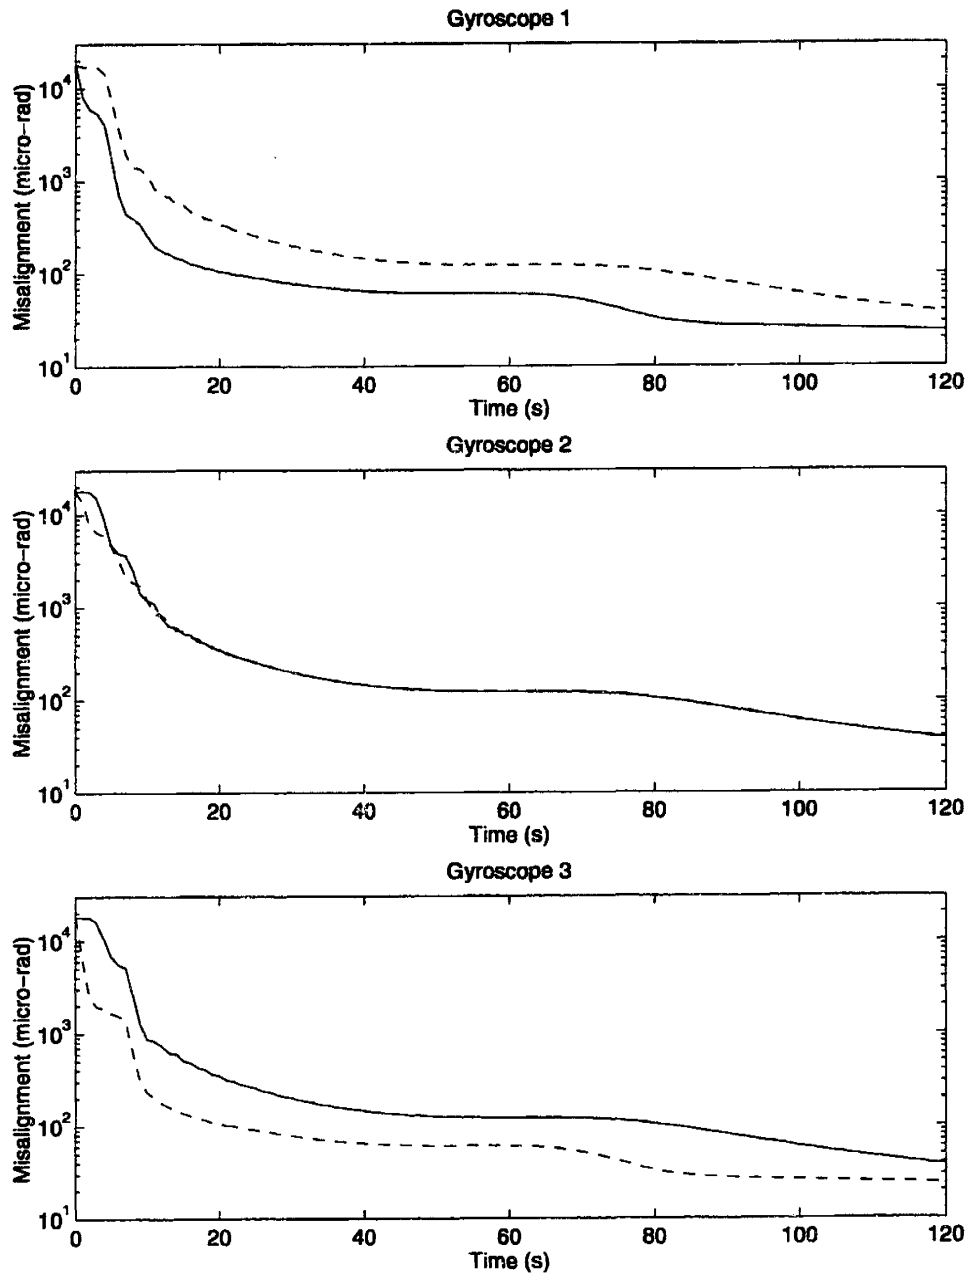 Gyroscope 1
Misalignment (micro-rad)
10^4
10^3
10^2
10^1
0 20 40 60 80 100 120
Time (s)
Gyroscope 2
Misalignment (micro-rad)
10^4
10^3
10^2
10^1
0 20 40 60 80 100 120
Time (s)
Gyroscope 3
Misalignment (micro-rad)
10^4
10^3
10^2
10^1
0 20 40 60 80 100 120
Time (s)